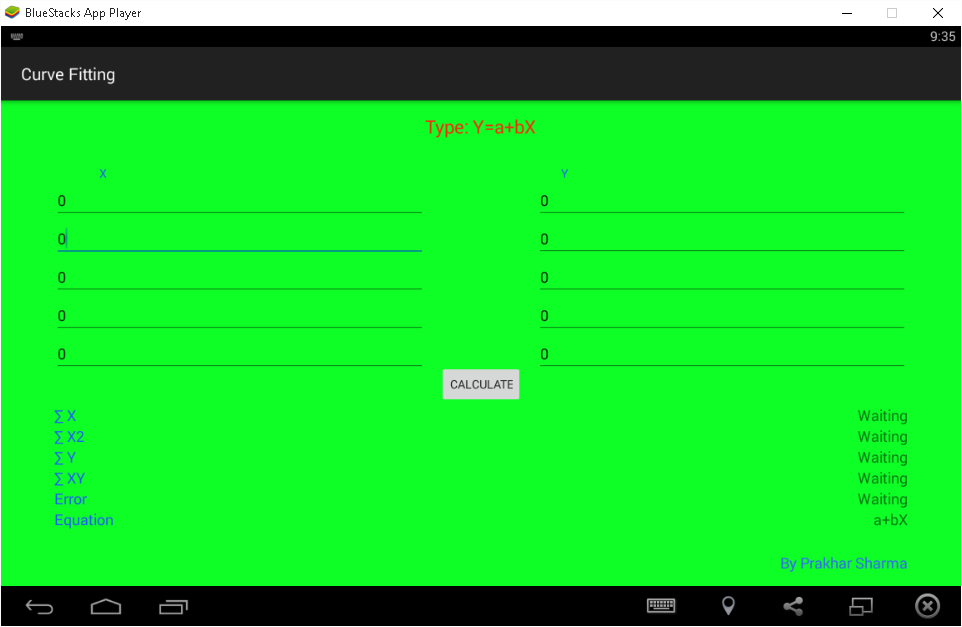 BlueStacks App Player
9:35
Curve Fitting
Type: Y=a+bX
X Y
0 0
0 0
0 0
0 0
0 0
CALCULATE
∑ X Waiting
∑ X2 Waiting
∑ Y Waiting
∑ XY Waiting
Error Waiting
Equation a+bX
By Prakhar Sharma